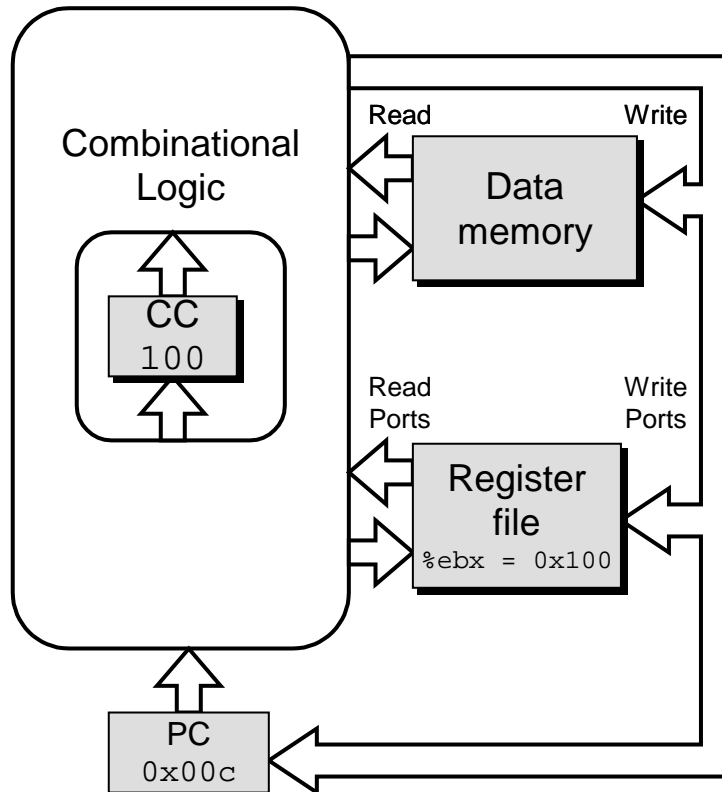 Read
Write
Combinational
Logic
Data
memory
CC
100
Read
Ports
Write
Ports
Register
file
%ebx = 0x100
PC
0x00c